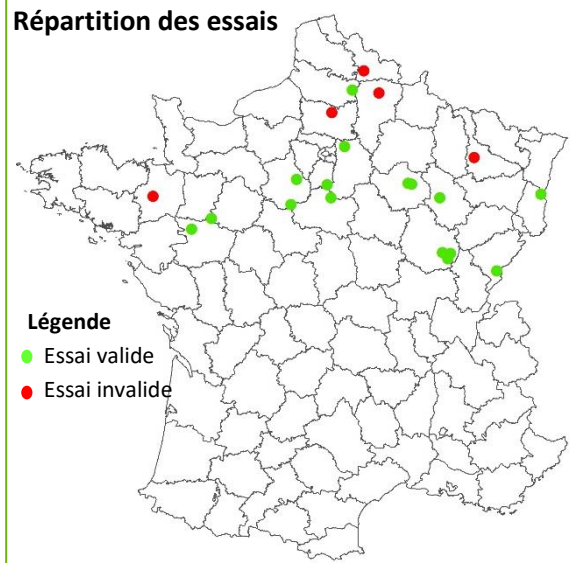 Répartition des essais
Légende
Essai valide
Essai invalide